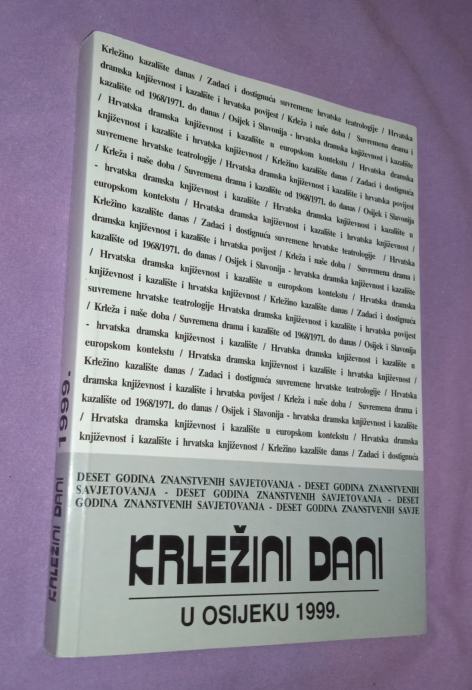 Krležino kazalište danas / Zadaci i dostignuća suvremene hrvatske teatrologije / Hrvatska
dramska književnost i kazalište i hrvatska povijest / Krleža i naše doba / Suvremena drama i
kazalište od 1968/1971. do danas / Osijek i Slavonija - hrvatska dramska književnost i kazalište
/ Hrvatska dramska književnost i kazalište u europskom kontekstu / Hrvatska dramska
književnost i kazalište i hrvatska književnost / Krležino kazalište danas / Zadaci i dostignuća
suvremene hrvatske teatrologije / Hrvatska dramska književnost i kazalište i hrvatska povijest
/ Krleža i naše doba / Suvremena drama i kazalište od 1968/1971. do danas / Osijek i Slavonija
- hrvatska dramska književnost i kazalište / Hrvatska dramska književnost i kazalište u
europskom kontekstu / Hrvatska dramska književnost i kazalište i hrvatska književnost /
Krležino kazalište danas / Zadaci i dostignuća suvremene hrvatske teatrologije / Hrvatska
dramska književnost i kazalište i hrvatska povijest / Krleža i naše doba / Suvremena drama i
kazalište od 1968/1971. do danas / Osijek i Slavonija - hrvatska dramska književnost i kazalište
/ Hrvatska dramska književnost i kazalište u europskom kontekstu / Hrvatska dramska
književnost i kazalište i hrvatska književnost / Krležino kazalište danas / Zadaci i dostignuća
suvremene hrvatske teatrologije Hrvatska dramska književnost i kazalište i hrvatska povijest
/ Krleža i naše doba / Suvremena drama i kazalište od 1968/1971. do danas / Osijek i Slavonija
- hrvatska dramska književnost i kazalište / Hrvatska dramska književnost i kazalište u
europskom kontekstu / Hrvatska dramska književnost i kazalište i hrvatska književnost /
Krležino kazalište danas / Zadaci i dostignuća suvremene hrvatske teatrologije / Hrvatska
dramska književnost i kazalište i hrvatska povijest / Krleža i naše doba / Suvremena drama i
kazalište od 1968/1971. do danas / Osijek i Slavonija - hrvatska dramska književnost i kazalište
/ Hrvatska dramska književnost i kazalište u europskom kontekstu / Hrvatska dramska
književnost i kazalište i hrvatska književnost / Krležino kazalište danas / Zadaci i dostignuća
DESET GODINA ZNANSTVENIH SAVJETOVANJA - DESET GODINA ZNANSTVENIH
SAVJETOVANJA - DESET GODINA ZNANSTVENIH SAVJETOVANJA - DESET
GODINA ZNANSTVENIH SAVJETOVANJA - DESET GODINA ZNANSTVENIH SAVJE
KRLEŽINI DANI
U OSIJEKU 1999.
KRLEŽINI DANI 1999.